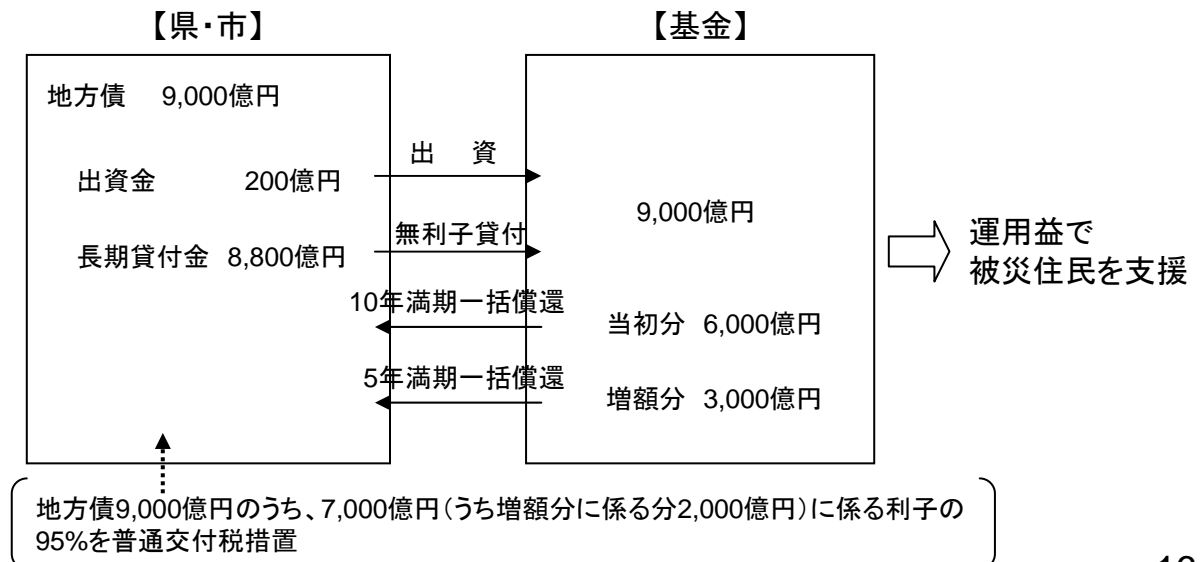 【県・市】
【基金】
地方債 9,000億円
出資金 200億円
長期貸付金 8,800億円
出 資
無利子貸付
10年満期一括償還
5年満期一括償還
9,000億円
当初分 6,000億円
増額分 3,000億円
運用益で
被災住民を支援
地方債9,000億円のうち、7,000億円（うち増額分に係る分2,000億円）に係る利子の
95%を普通交付税措置